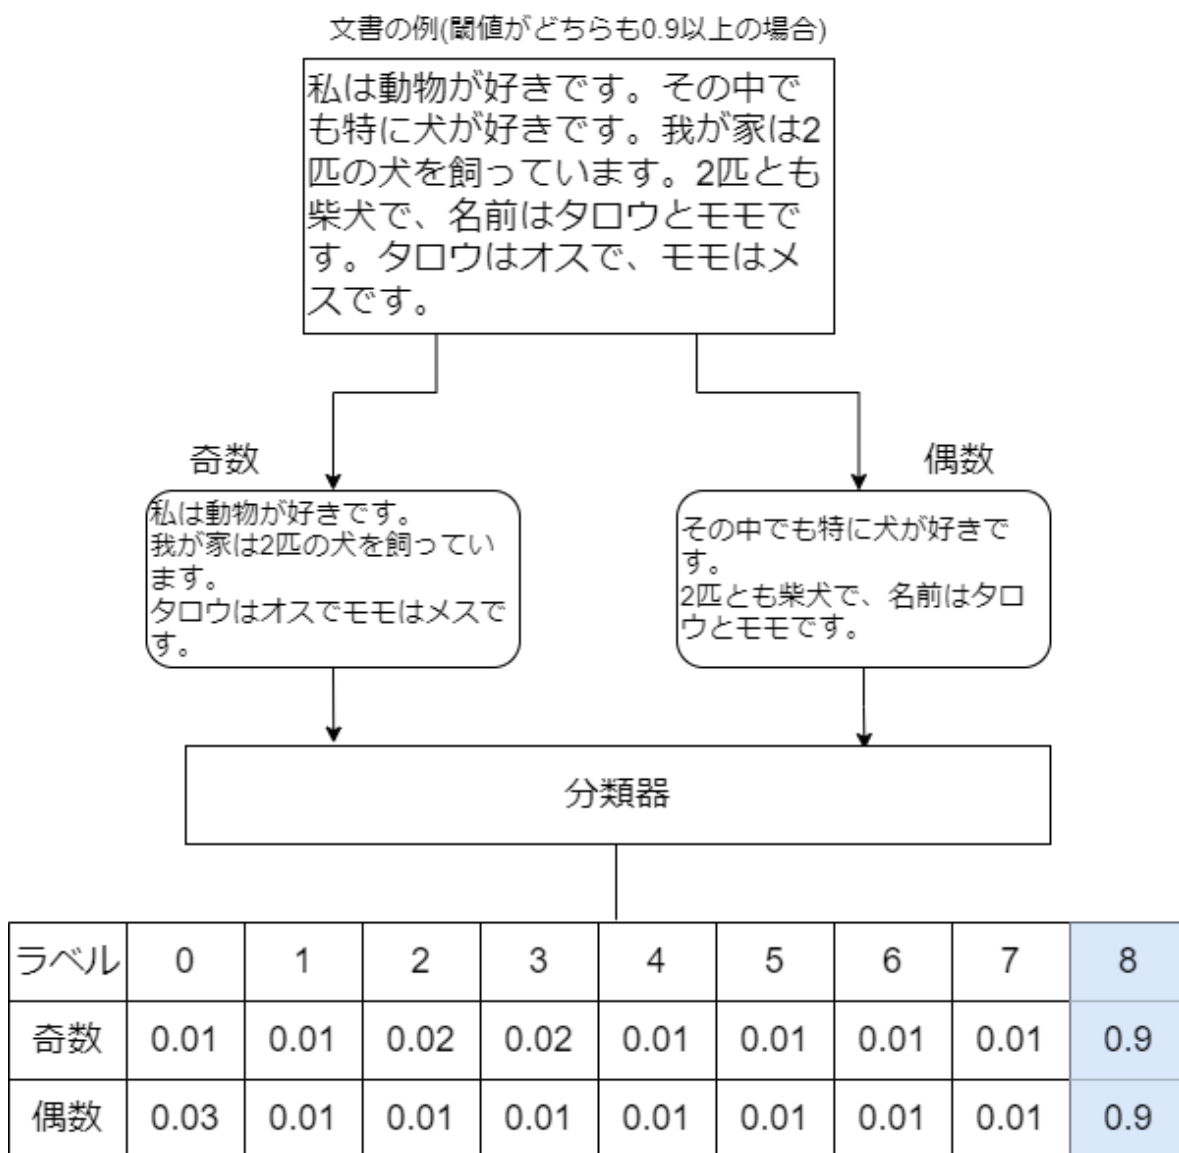 文書の例(閾値がどちらも0.9以上の場合)
私は動物が好きです。その中で
も特に犬が好きです。我が家は2
匹の犬を飼っています。2匹とも
柴犬で、名前はタロウとモモで
す。タロウはオスで、モモはメ
スです。
奇数
偶数
私は動物が好きです。
我が家は2匹の犬を飼ってい
ます。
タロウはオスでモモはメスで
す。
その中でも特に犬が好きで
す。
2匹とも柴犬で、名前はタロ
ウとモモです。
分類器
ラベル 0 1 2 3 4 5 6 7 8
奇数 0.01 0.01 0.02 0.02 0.01 0.01 0.01 0.01 0.9
偶数 0.03 0.01 0.01 0.01 0.01 0.01 0.01 0.01 0.9